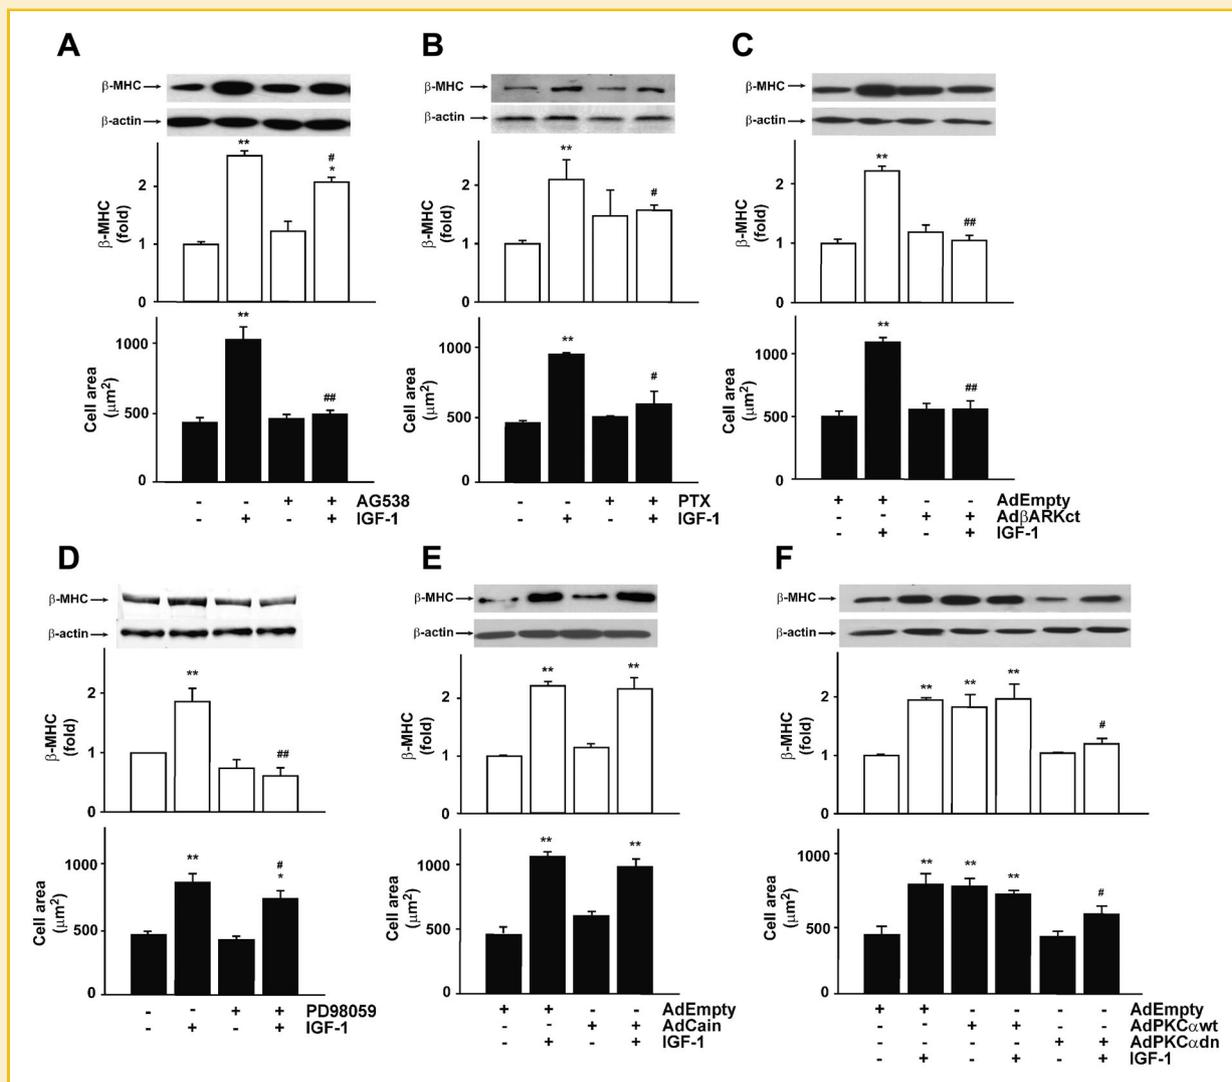 A
β-MHC
β-actin
**
#
*
2
1
0
β-MHC
(fold)
**
##
1000
500
0
Cell area
(μm²)
- - + + AG538
- + - + IGF-1
B
β-MHC
β-actin
**
#
2
1
0
β-MHC
(fold)
**
#
1000
500
0
Cell area
(μm²)
- - + + PTX
- + - + IGF-1
C
β-MHC
β-actin
**
##
2
1
0
β-MHC
(fold)
**
##
1000
500
0
Cell area
(μm²)
+ + - - AdEmpty
- - + + AdβARKct
- + - + IGF-1
D
β-MHC
β-actin
**
##
2
1
0
β-MHC
(fold)
**
#
*
1000
500
0
Cell area
(μm²)
- - + + PD98059
- + - + IGF-1
E
β-MHC
β-actin
** **
2
1
0
β-MHC
(fold)
** **
1000
500
0
Cell area
(μm²)
+ + - - AdEmpty
- - + + AdCain
- + - + IGF-1
F
β-MHC
β-actin
** ** **
#
2
1
0
β-MHC
(fold)
** ** **
#
1000
500
0
Cell area
(μm²)
+ + - - - - AdEmpty
- - + + - - AdPKCαwt
- - - - + + AdPKCαdn
- + - + - + IGF-1